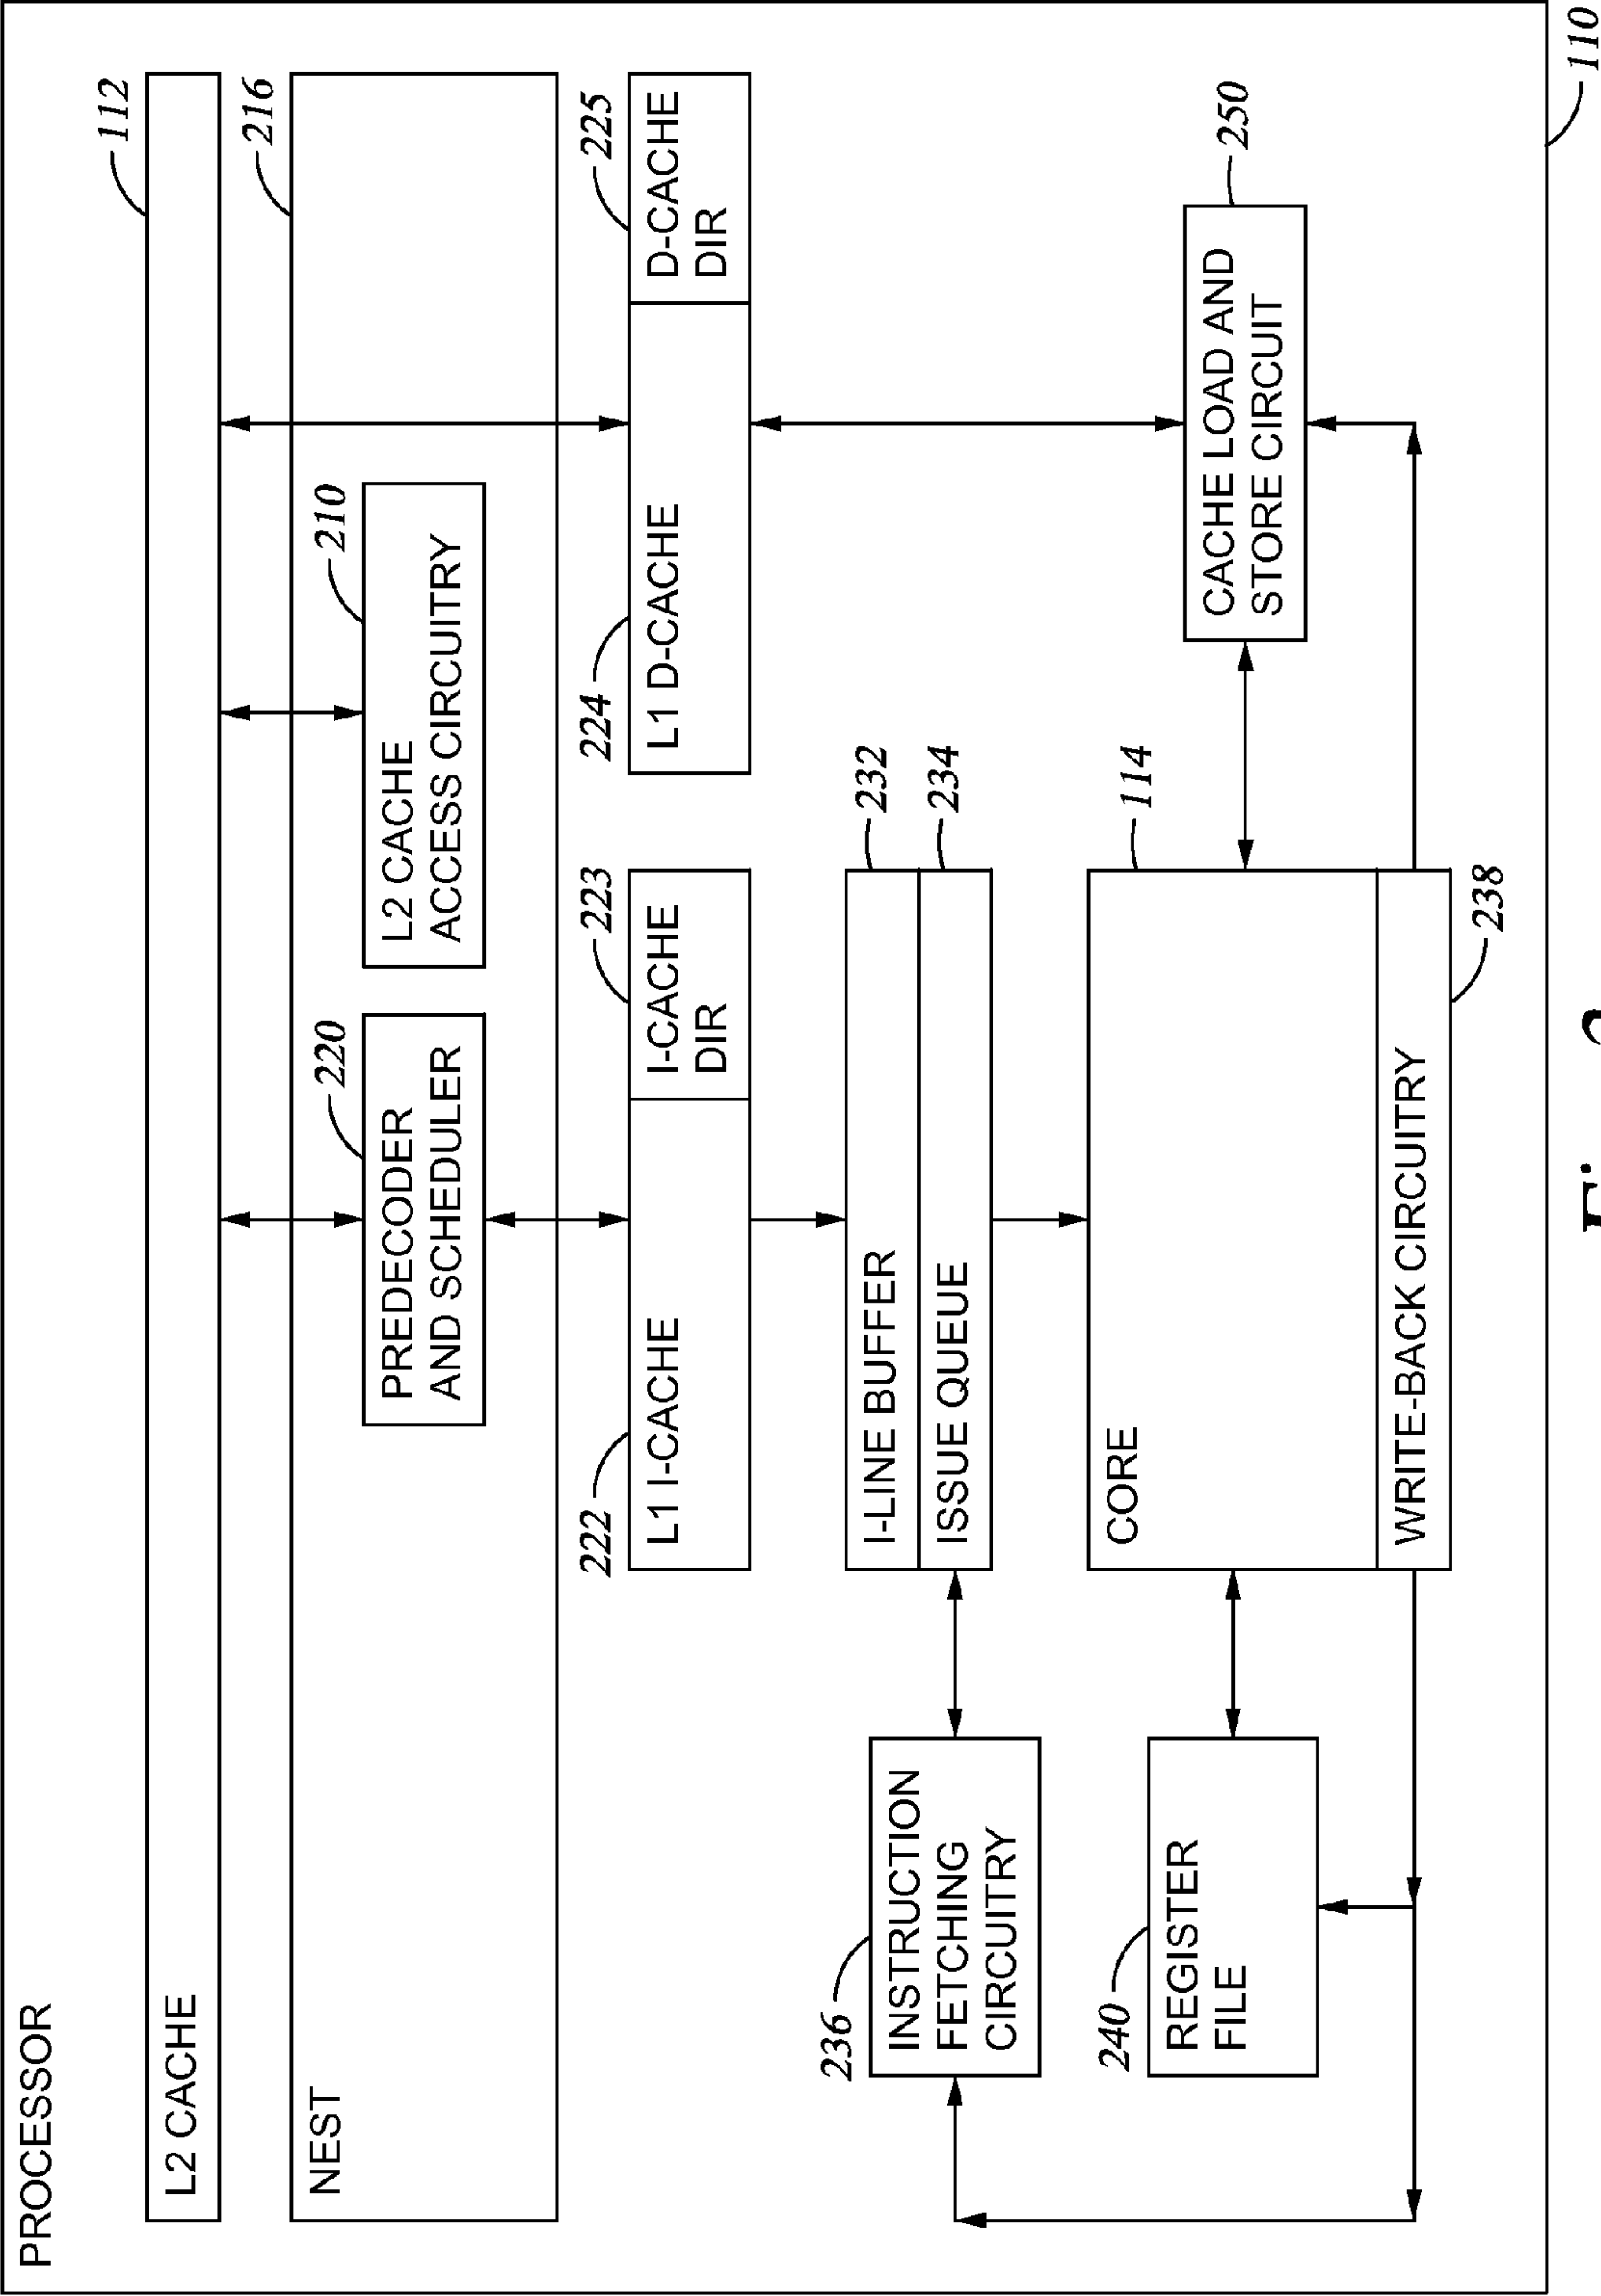 PROCESSOR
L2 CACHE
112
NEST
216
PREDECODER
AND SCHEDULER
220
L2 CACHE
ACCESS CIRCUITRY
210
222
L1 I-CACHE
I-CACHE
DIR
223
224
L1 D-CACHE
D-CACHE
DIR
225
236
INSTRUCTION
FETCHING
CIRCUITRY
I-LINE BUFFER
232
ISSUE QUEUE
234
240
REGISTER
FILE
CORE
114
WRITE-BACK CIRCUITRY
238
CACHE LOAD AND
STORE CIRCUIT
250
110